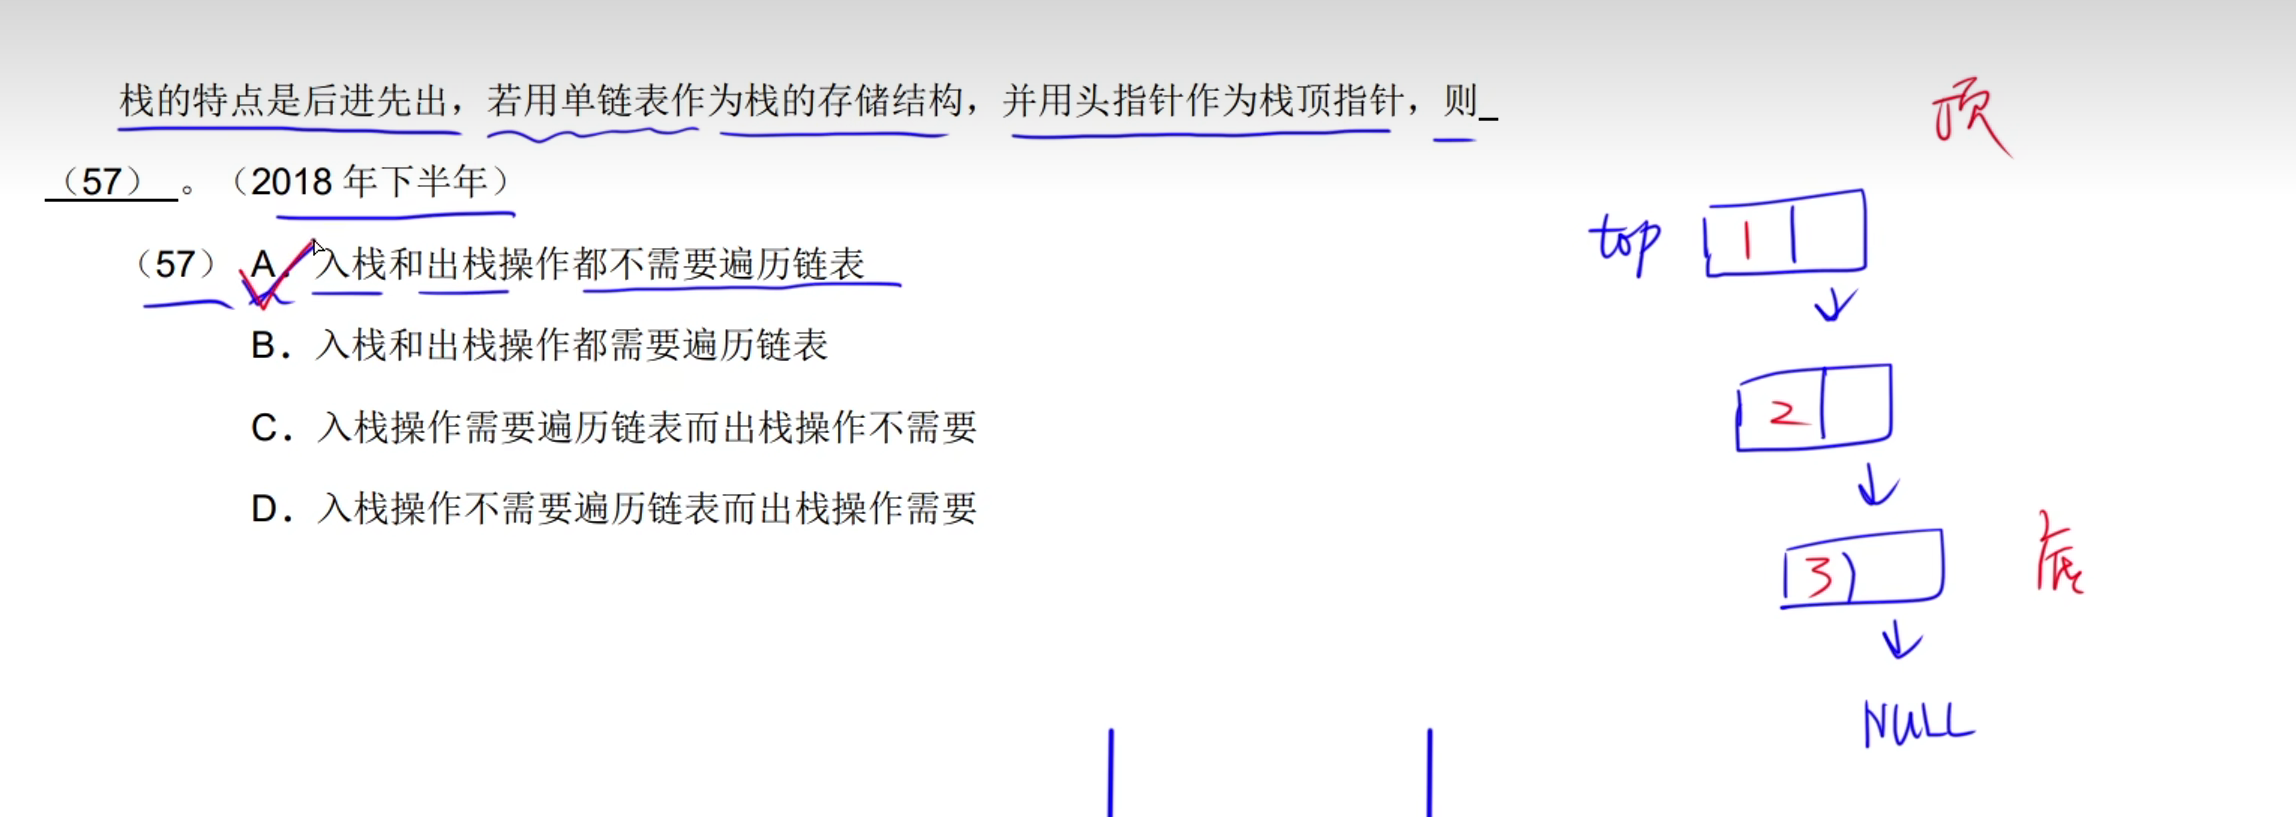 栈的特点是后进先出，若用单链表作为栈的存储结构，并用头指针作为栈顶指针，则
（57）。（2018 年下半年）
（57）A．入栈和出栈操作都不需要遍历链表
B．入栈和出栈操作都需要遍历链表
C．入栈操作需要遍历链表而出栈操作不需要
D．入栈操作不需要遍历链表而出栈操作需要
顶
top 1
2
3
底
NULL